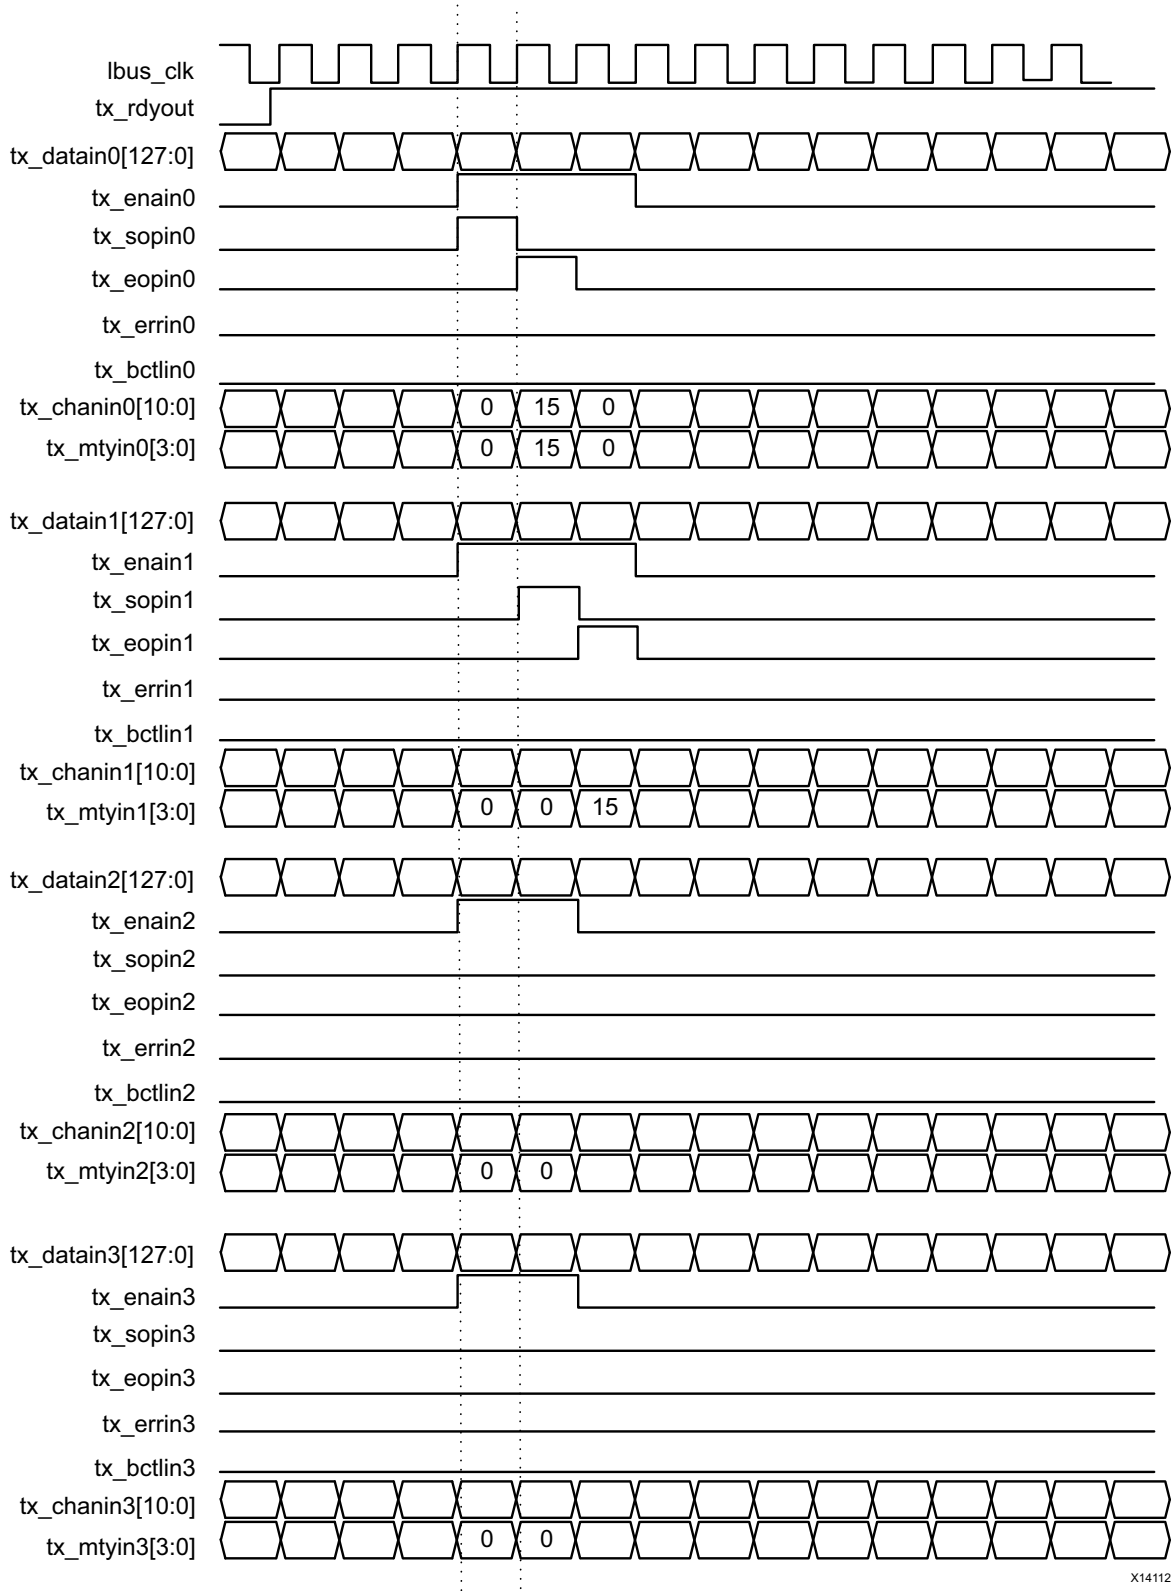 lbus_clk
tx_rdyout
tx_datain0[127:0]
tx_enain0
tx_sopin0
tx_eopin0
tx_errin0
tx_bctlin0
tx_chanin0[10:0] 0 15 0
tx_mtyin0[3:0] 0 15 0
tx_datain1[127:0]
tx_enain1
tx_sopin1
tx_eopin1
tx_errin1
tx_bctlin1
tx_chanin1[10:0]
tx_mtyin1[3:0] 0 0 15
tx_datain2[127:0]
tx_enain2
tx_sopin2
tx_eopin2
tx_errin2
tx_bctlin2
tx_chanin2[10:0]
tx_mtyin2[3:0] 0 0
tx_datain3[127:0]
tx_enain3
tx_sopin3
tx_eopin3
tx_errin3
tx_bctlin3
tx_chanin3[10:0]
tx_mtyin3[3:0] 0 0
X14112